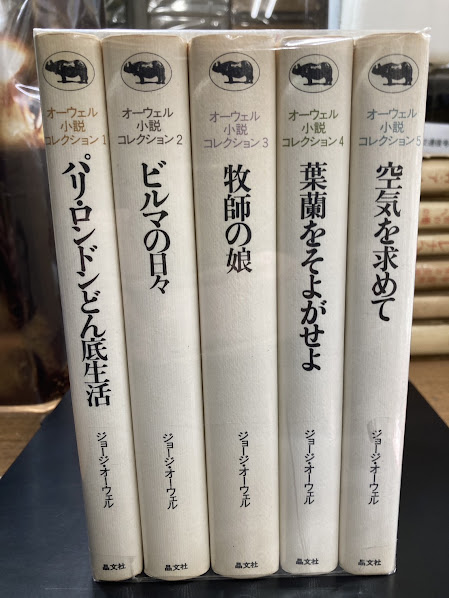 オーウェル
小説
コレクション1
パリ・ロンドンどん底生活
ジョージ・オーウェル
晶文社
オーウェル
小説
コレクション2
ビルマの日々
ジョージ・オーウェル
晶文社
オーウェル
小説
コレクション3
牧師の娘
ジョージ・オーウェル
晶文社
オーウェル
小説
コレクション4
葉蘭をそよがせよ
ジョージ・オーウェル
晶文社
オーウェル
小説
コレクション5
空気を求めて
ジョージ・オーウェル
晶文社